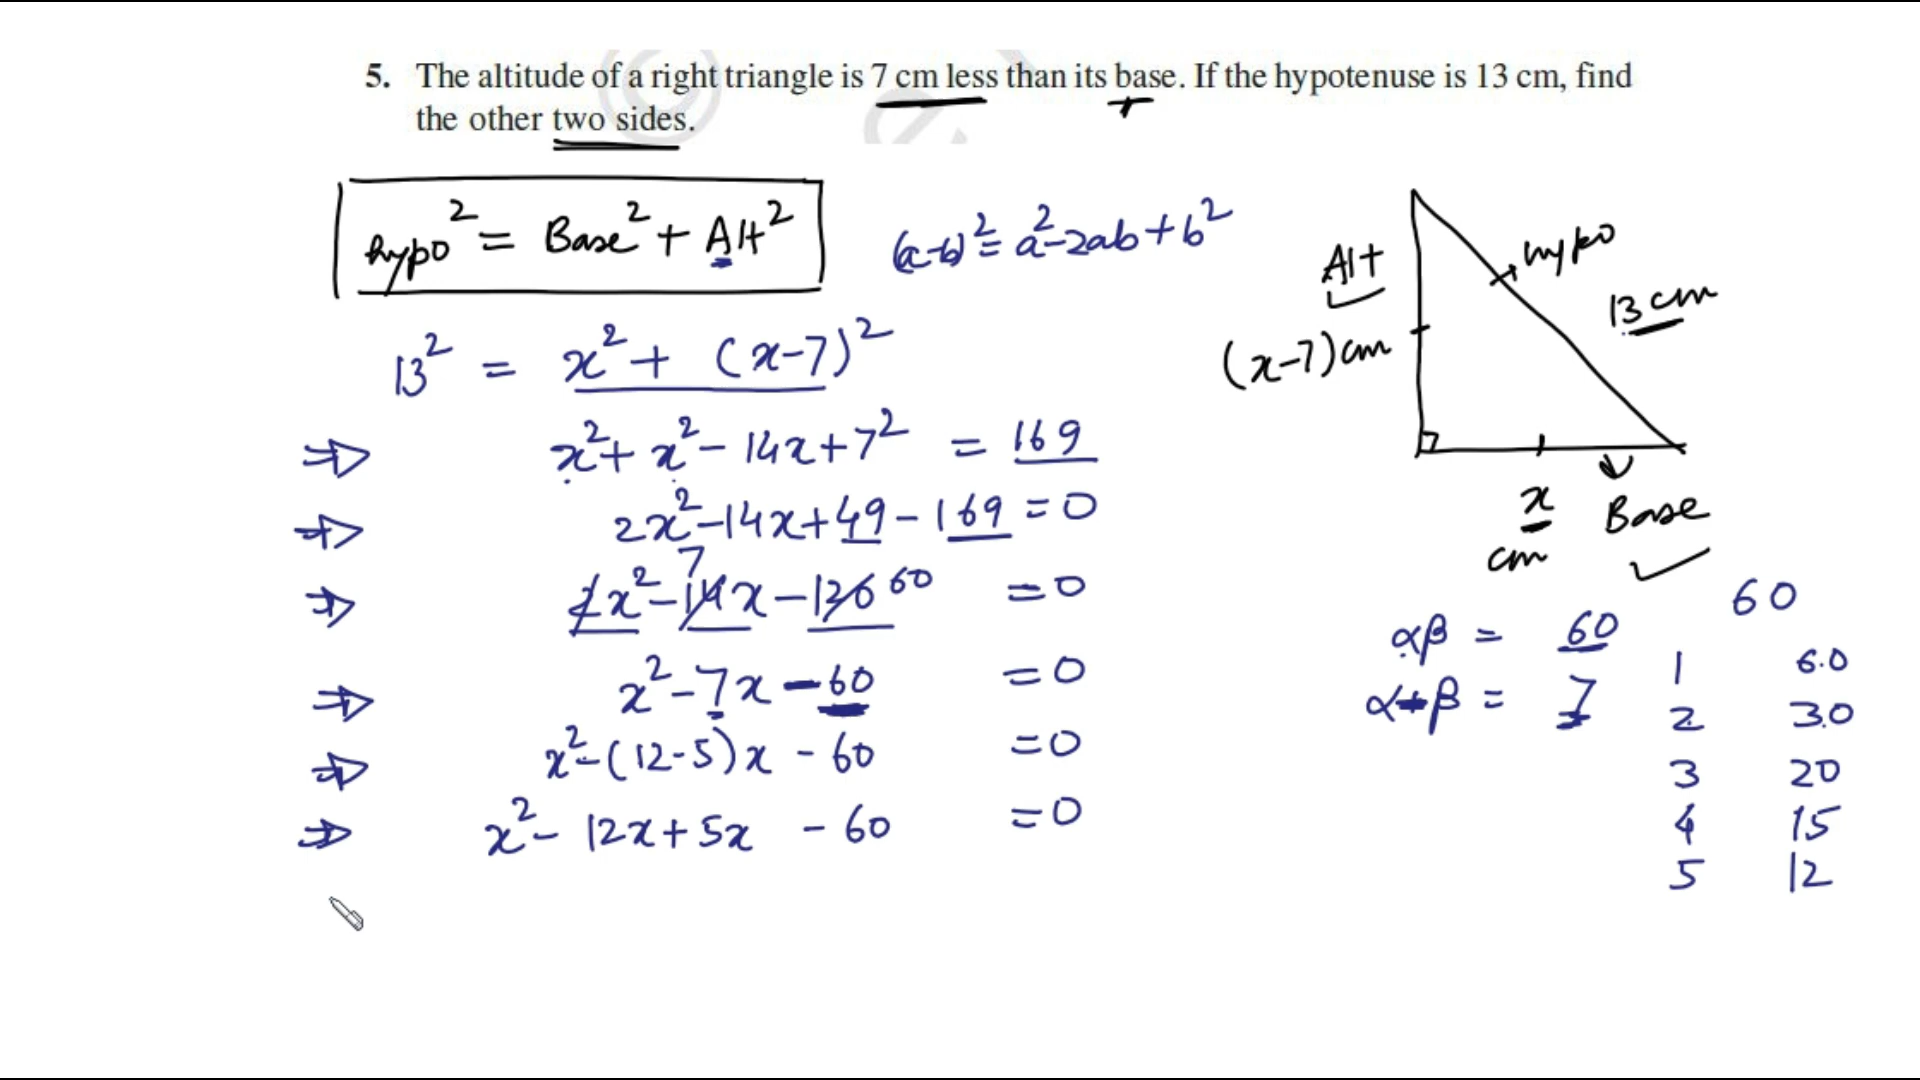 5. The altitude of a right triangle is 7 cm less than its base. If the hypotenuse is 13 cm, find
the other two sides.
hypo² = Base² + Alt²
(a-b)² = a² - 2ab + b²
Alt
hypo
13 cm
(x-7) cm
x
cm
Base
13² = x² + (x-7)²
⇒ x² + x² - 14x + 7² = 169
⇒ 2x² - 14x + 49 - 169 = 0
7
⇒ 2x² - 14x - 120 60 = 0
⇒ x² - 7x - 60 = 0
⇒ x² - (12-5)x - 60 = 0
⇒ x² - 12x + 5x - 60 = 0
αβ = 60
α-β = 7
60
1 60
2 30
3 20
4 15
5 12